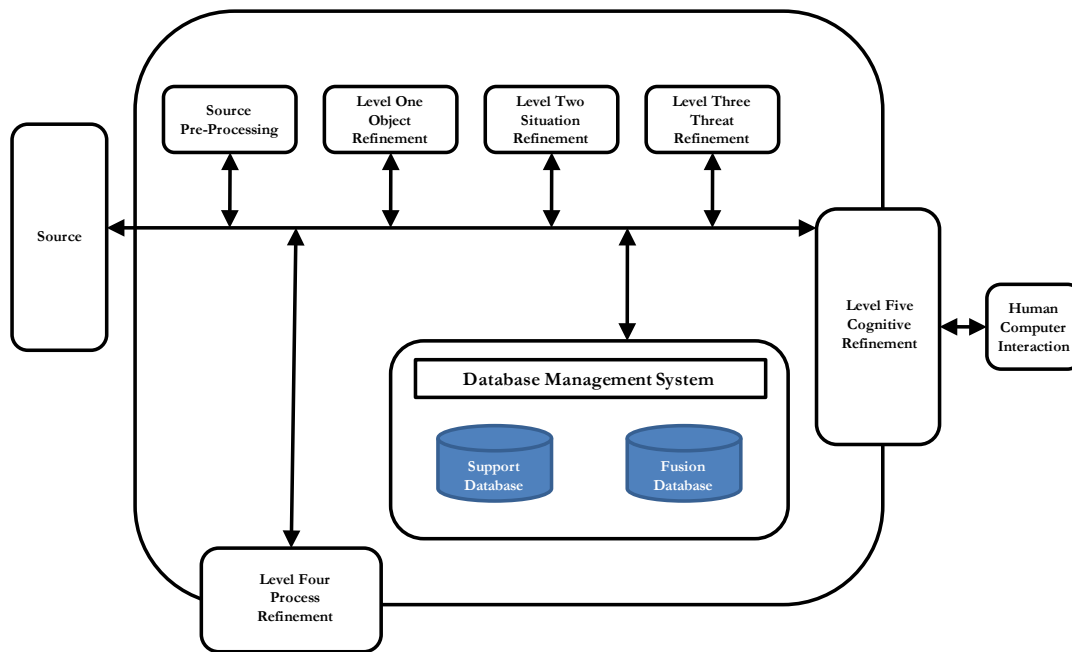 Source
Pre-Processing
Level One
Object
Refinement
Level Two
Situation
Refinement
Level Three
Threat
Refinement
Source
Level Five
Cognitive
Refinement
Human
Computer
Interaction
Database Management System
Support
Database
Fusion
Database
Level Four
Process
Refinement